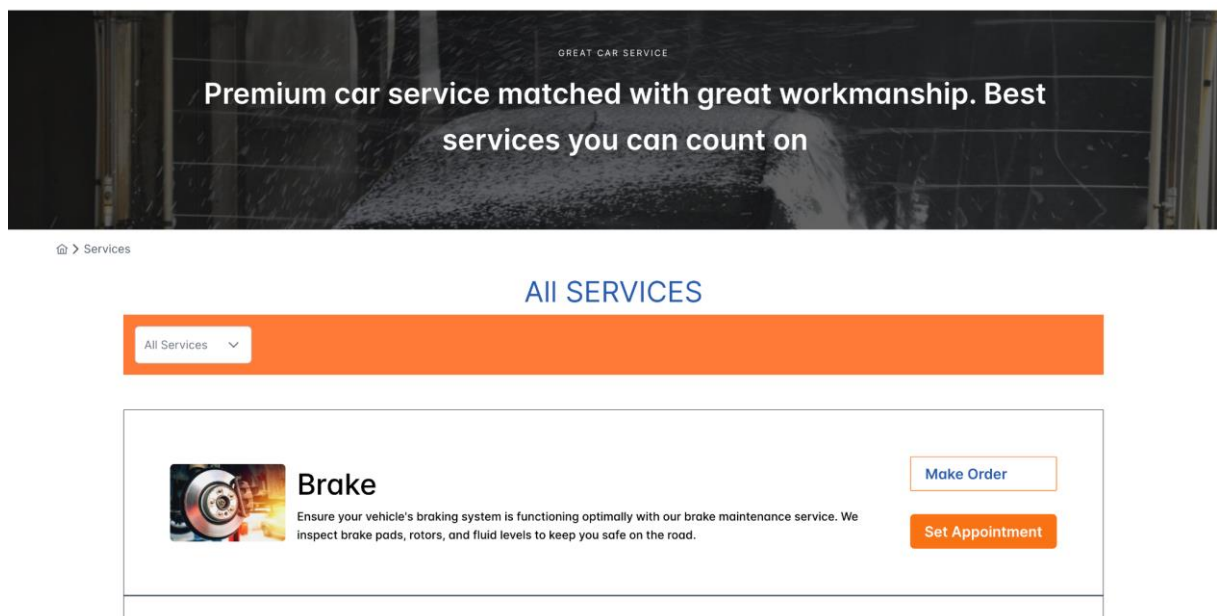 GREAT CAR SERVICE
Premium car service matched with great workmanship. Best
services you can count on
Services
All SERVICES
All Services
Brake
Ensure your vehicle's braking system is functioning optimally with our brake maintenance service. We
inspect brake pads, rotors, and fluid levels to keep you safe on the road.
Make Order
Set Appointment